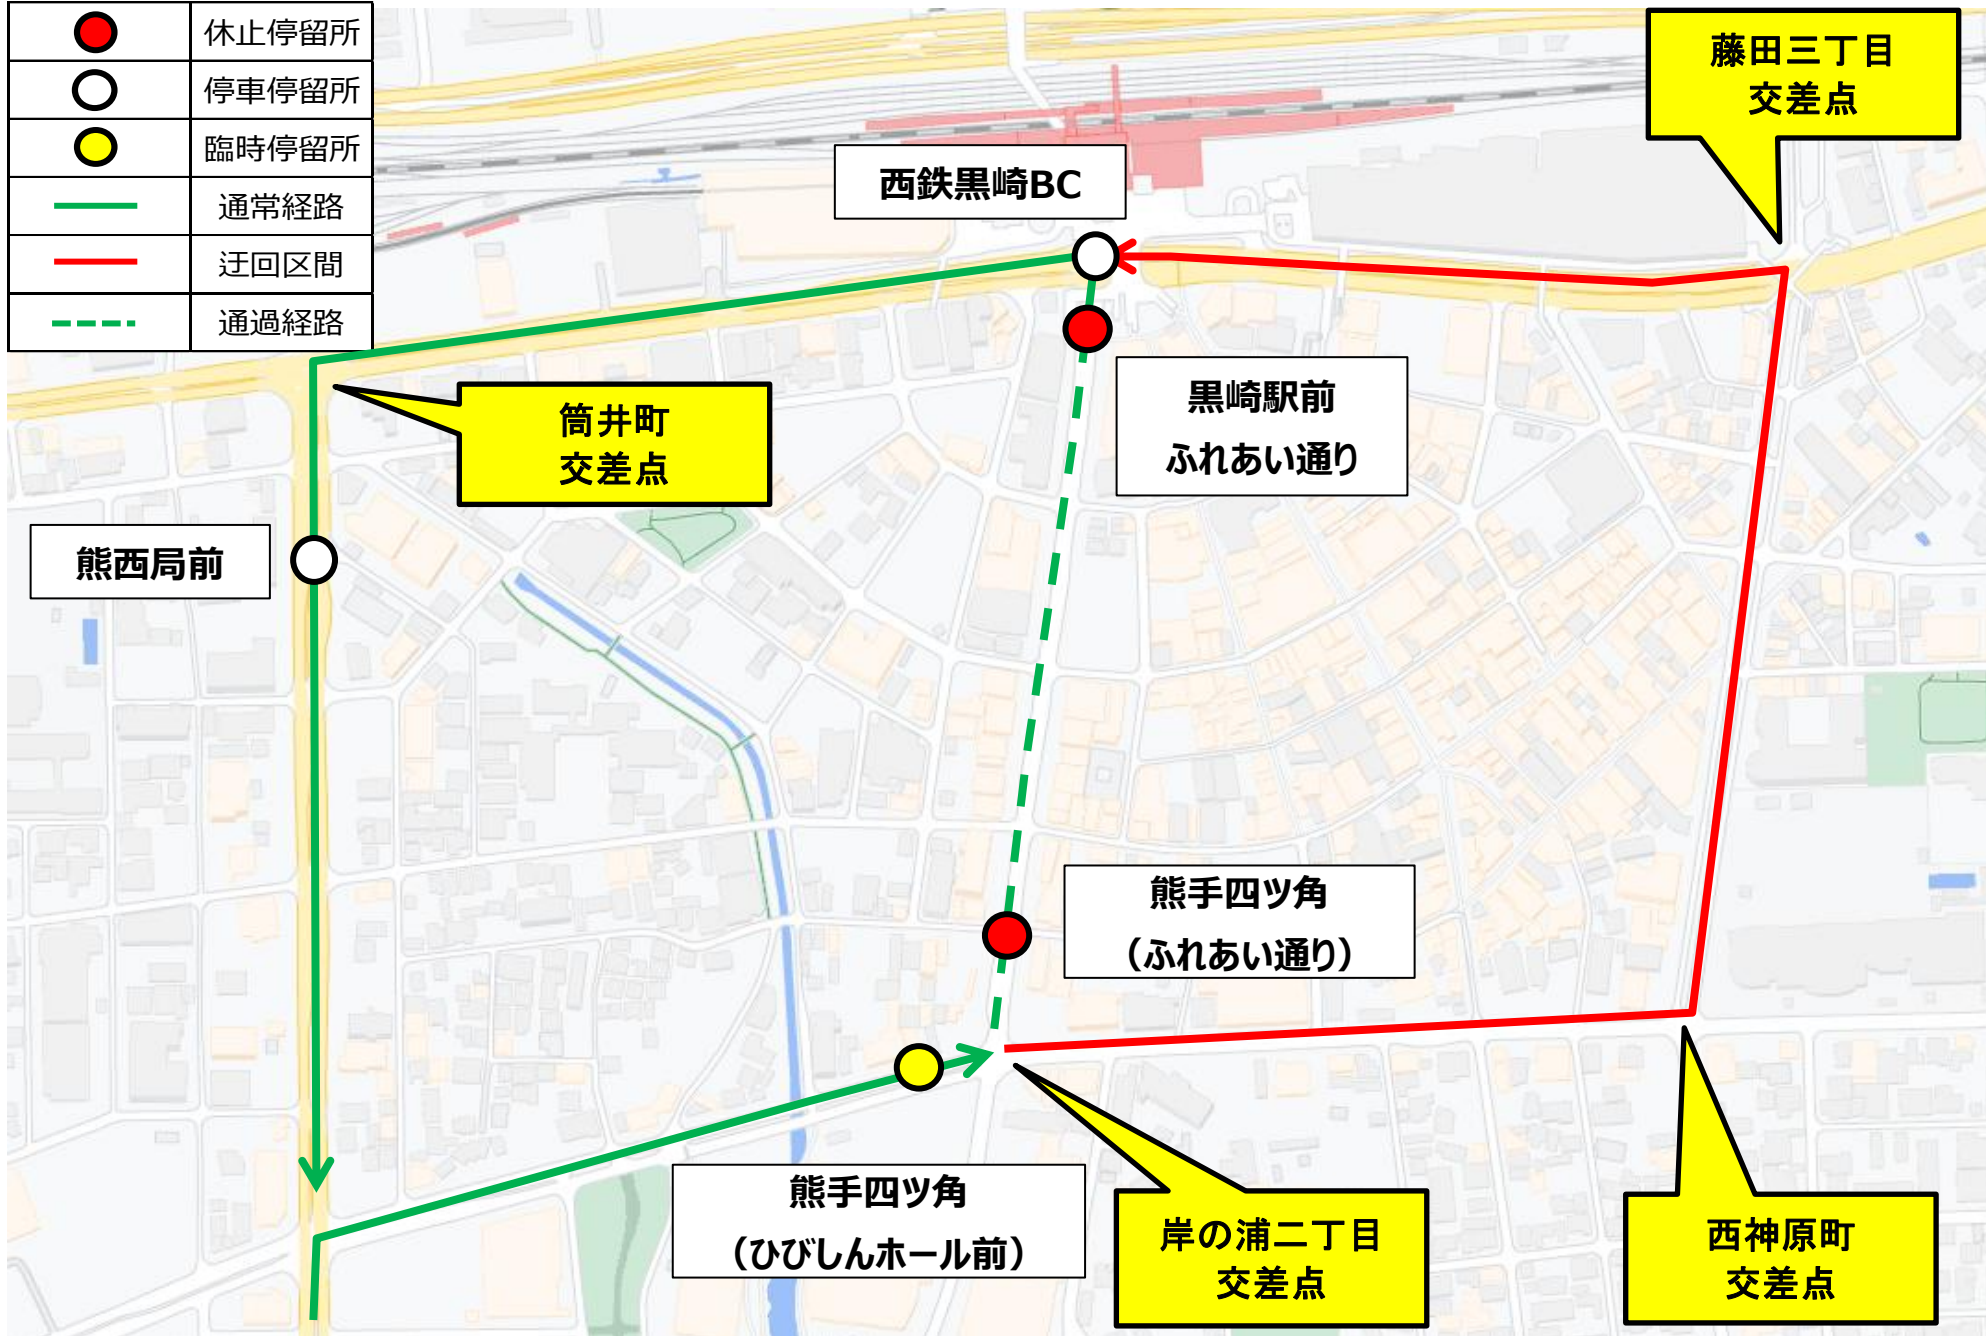 休止停留所
停車停留所
臨時停留所
通常経路
迂回区間
通過経路
藤田三丁目
交差点
西鉄黒崎BC
黒崎駅前
ふれあい通り
筒井町
交差点
熊西局前
熊手四ツ角
（ふれあい通り）
熊手四ツ角
（ひびしんホール前）
岸の浦二丁目
交差点
西神原町
交差点